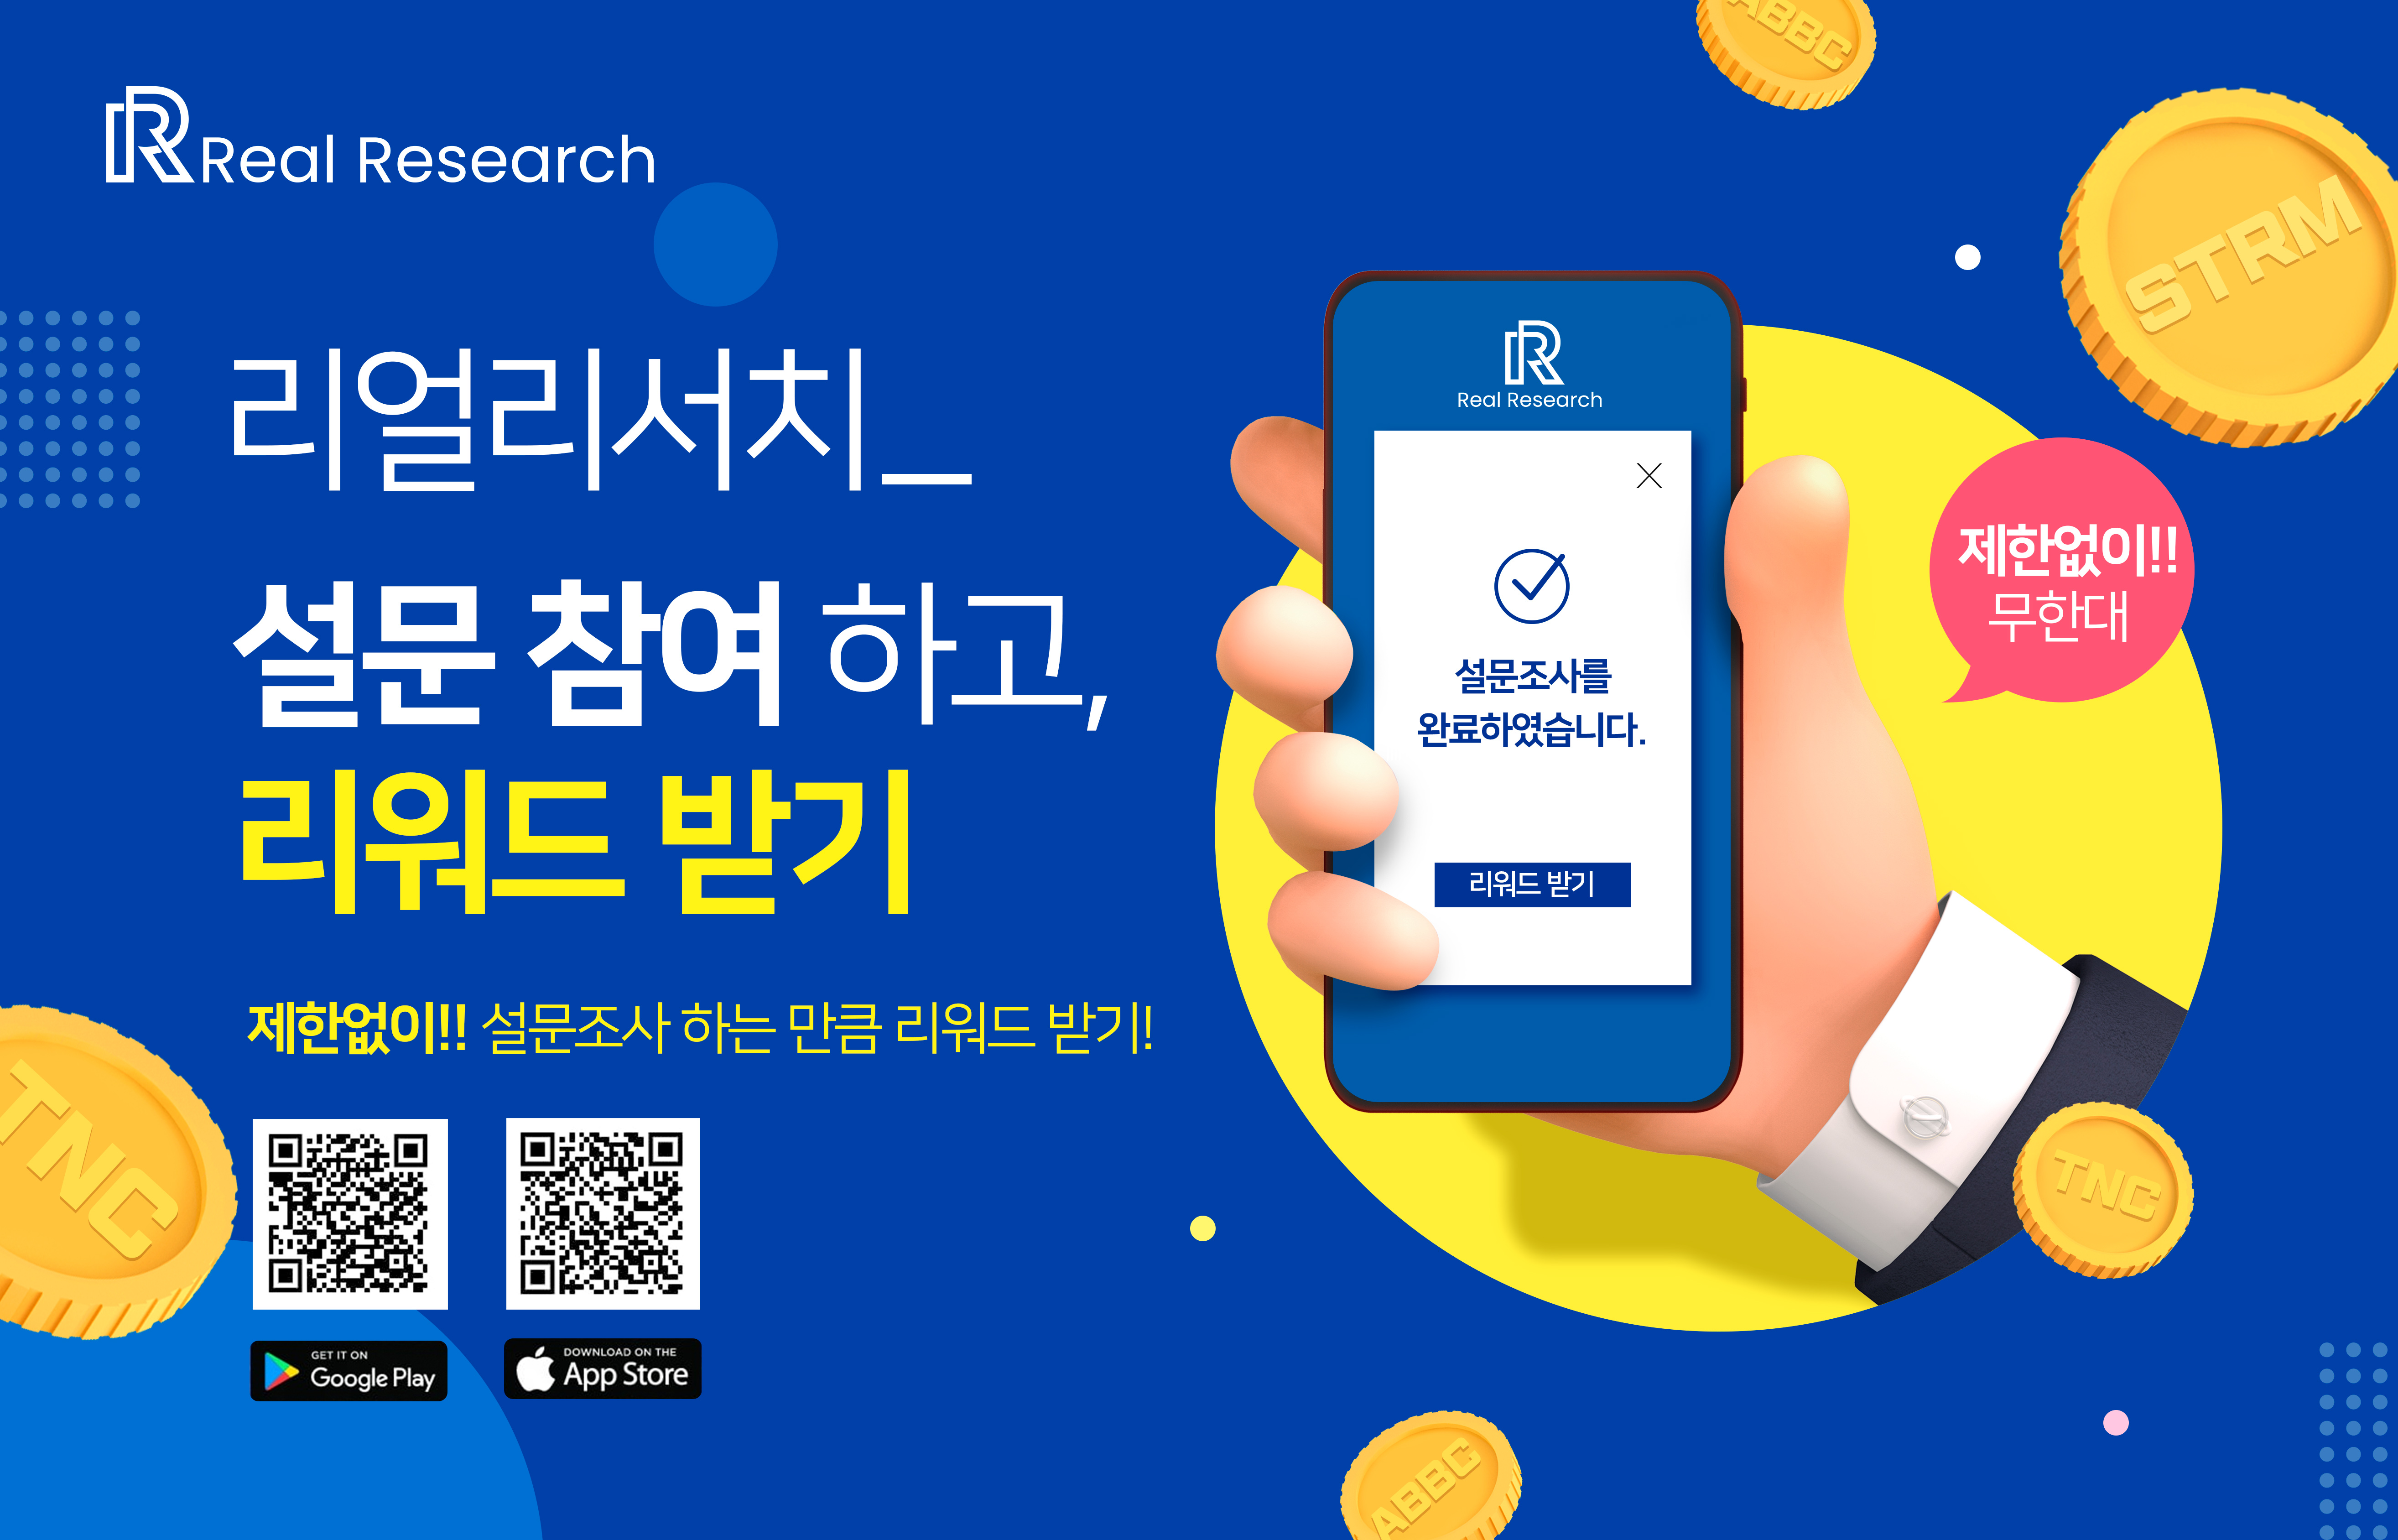 Real Research
리얼리서치_
설문 참여 하고,
리워드 받기
제한없이!! 설문조사 하는 만큼 리워드 받기!
GET IT ON
Google Play
DOWNLOAD ON THE
App Store
Real Research
설문조사를
완료하였습니다.
리워드 받기
제한없이!!
무한대
ABBC
STRM
TNC
TNC
ABBC